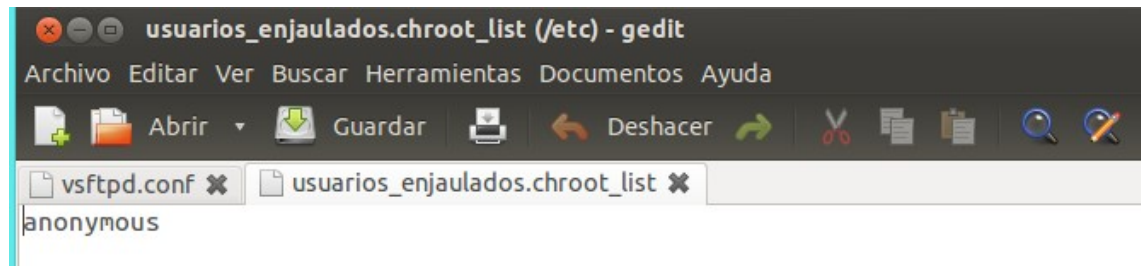 usuarios_enjaulados.chroot_list (/etc) - gedit
Archivo Editar Ver Buscar Herramientas Documentos Ayuda
Abrir Guardar Deshacer
vsftpd.conf usuarios_enjaulados.chroot_list
anonymous